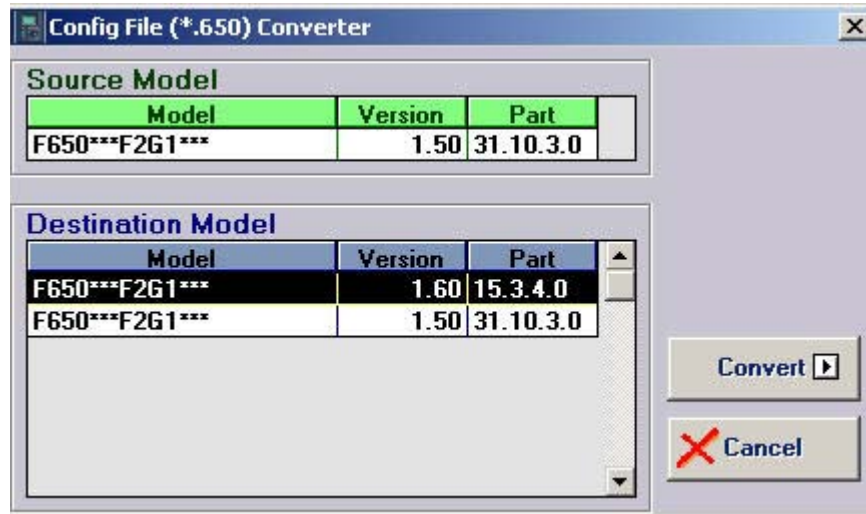 Config File (*.650) Converter
Source Model
Model Version Part
F650***F2G1*** 1.50 31.10.3.0
Destination Model
Model Version Part
F650***F2G1*** 1.60 15.3.4.0
F650***F2G1*** 1.50 31.10.3.0
Convert
Cancel